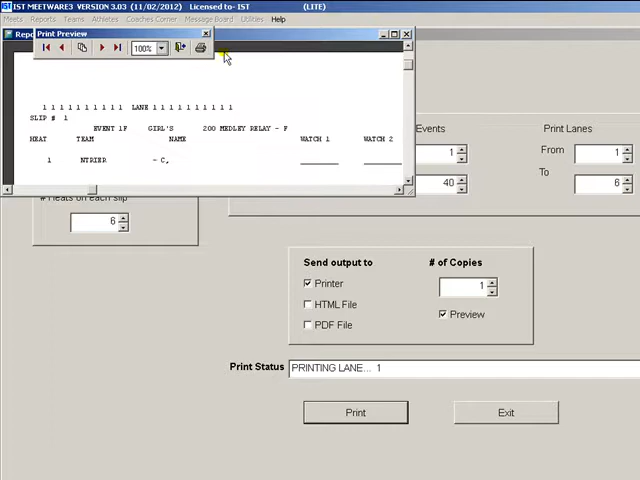 IST MEETWARE3 VERSION 3.03 (11/02/2012) Licensed to- IST (LITE)
Meets Reports Teams Athletes Coaches Corner Message Board Utilities Help
Repo
Print Preview
100%
1 1 1 1 1 1 1 1 1 1 LANE 1 1 1 1 1 1 1 1 1 1
SLIP # 1
EVENT 1F GIRL'S 200 MEDLEY RELAY - F
HEAT TEAM NAME WATCH 1 WATCH 2
1 NTRIER - C,
Events
1
40
Print Lanes
From 1
To 6
# Heats on each slip
6
Send output to
Printer
HTML File
PDF File
# of Copies
1
Preview
Print Status PRINTING LANE... 1
Print Exit